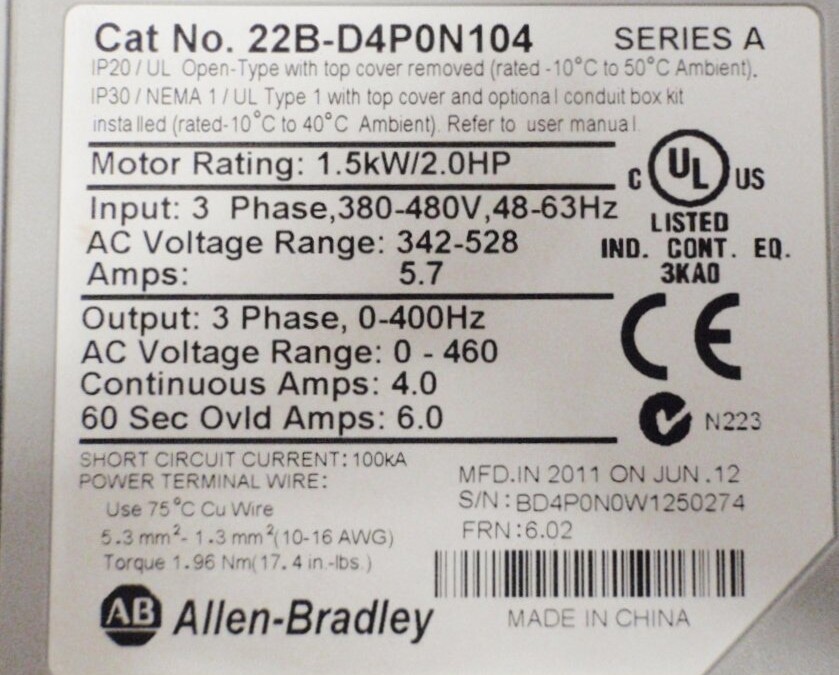 Cat No. 22B-D4P0N104 SERIES A
IP20 / UL Open-Type with top cover removed (rated -10°C to 50°C Ambient).
IP30 / NEMA 1 / UL Type 1 with top cover and optional conduit box kit
installed (rated-10°C to 40°C Ambient). Refer to user manual.
Motor Rating: 1.5kW/2.0HP
C UL US
LISTED
IND. CONT. EQ.
3KA0
Input: 3 Phase,380-480V,48-63Hz
AC Voltage Range: 342-528
Amps: 5.7
Output: 3 Phase, 0-400Hz
AC Voltage Range: 0 - 460
Continuous Amps: 4.0
60 Sec Ovld Amps: 6.0
CE
N223
SHORT CIRCUIT CURRENT: 100kA
POWER TERMINAL WIRE:
Use 75°C Cu Wire
5.3 mm²- 1.3 mm²(10-16 AWG)
Torque 1.96 Nm(17.4 in.-lbs.)
MFD.IN 2011 ON JUN.12
S/N: BD4P0N0W1250274
FRN:6.02
AB Allen-Bradley
MADE IN CHINA